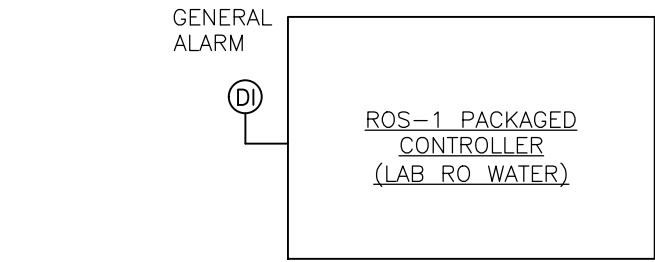 GENERAL
ALARM
DI
ROS-1 PACKAGED
CONTROLLER
(LAB RO WATER)